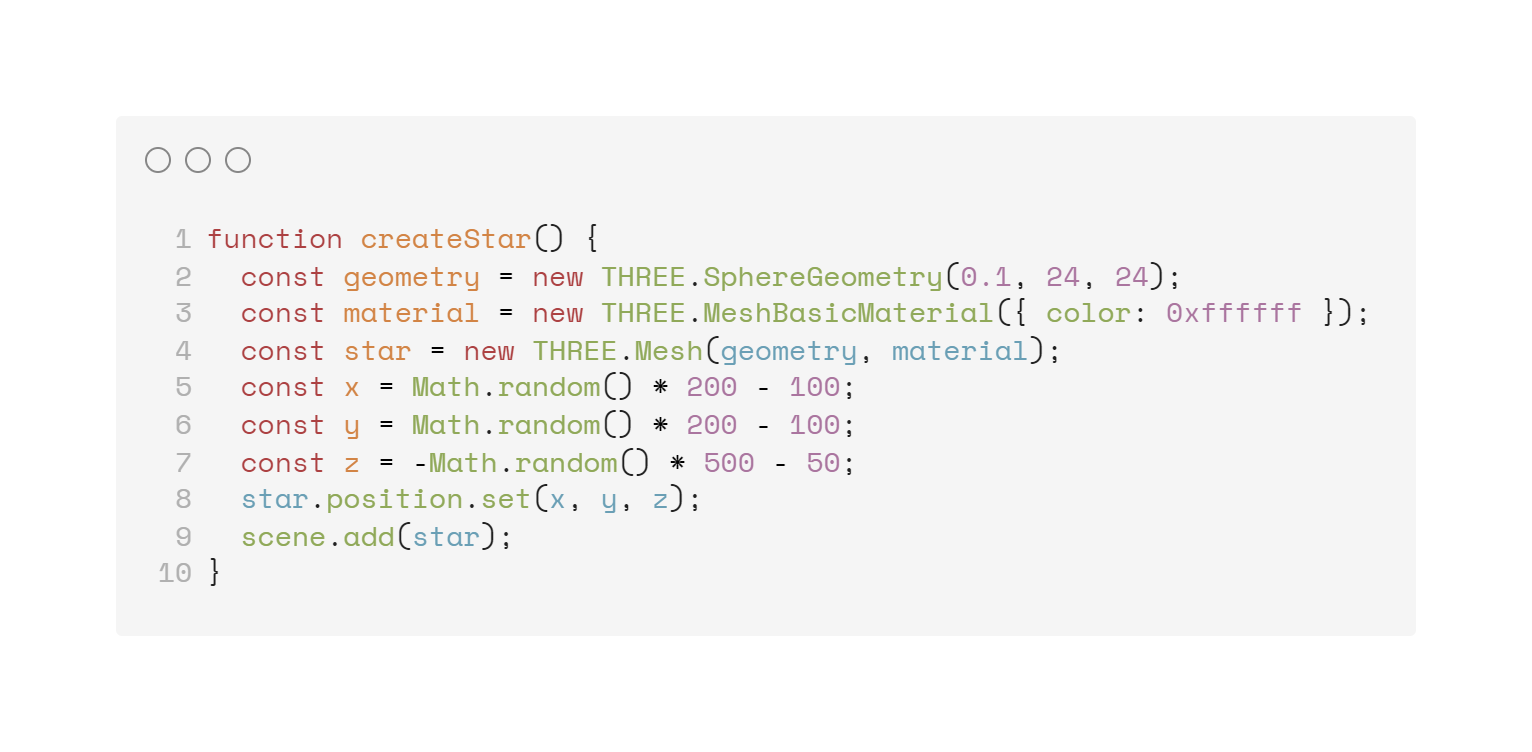 1 function createStar() {
2   const geometry = new THREE.SphereGeometry(0.1, 24, 24);
3   const material = new THREE.MeshBasicMaterial({ color: 0xffffff });
4   const star = new THREE.Mesh(geometry, material);
5   const x = Math.random() * 200 - 100;
6   const y = Math.random() * 200 - 100;
7   const z = -Math.random() * 500 - 50;
8   star.position.set(x, y, z);
9   scene.add(star);
10 }